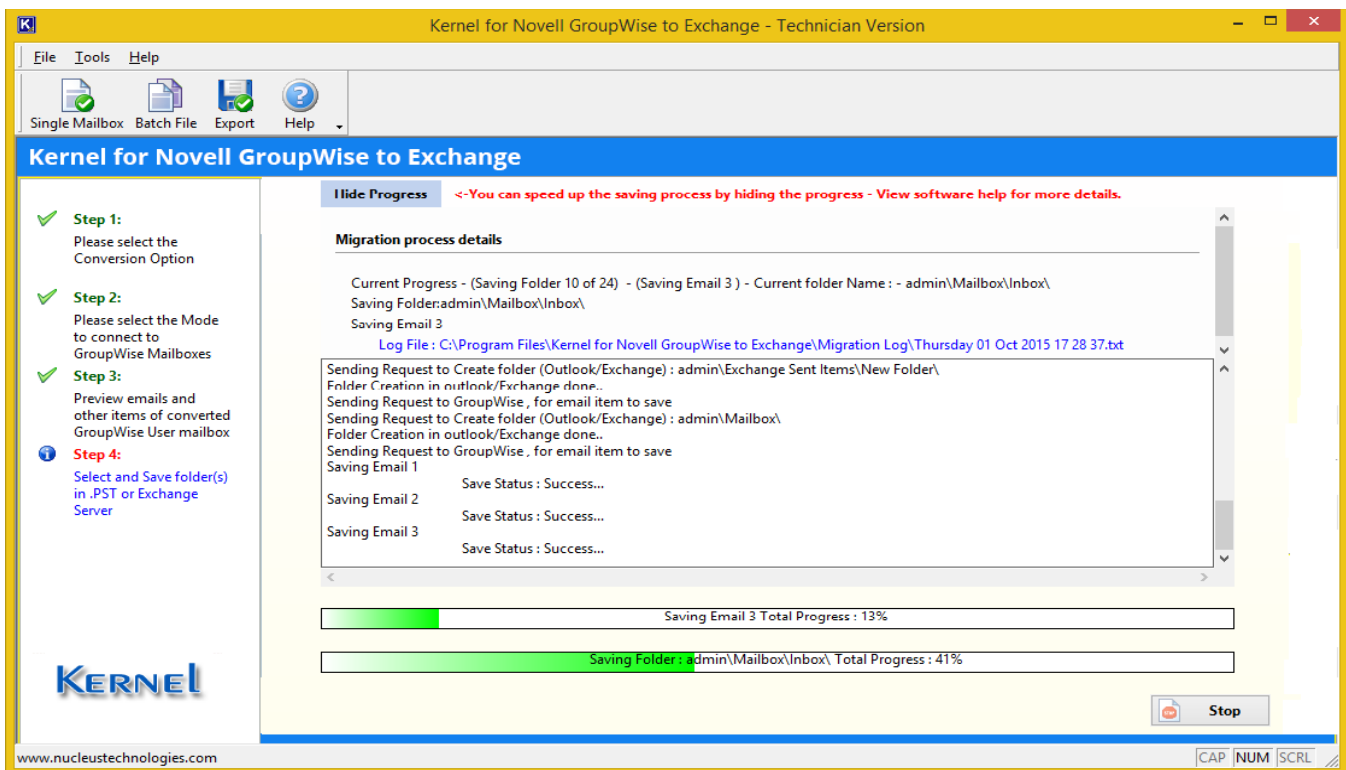 Kernel for Novell GroupWise to Exchange - Technician Version
File Tools Help
Single Mailbox Batch File Export Help
Kernel for Novell GroupWise to Exchange
Hide Progress <-You can speed up the saving process by hiding the progress - View software help for more details.
Step 1:
Please select the
Conversion Option
Step 2:
Please select the Mode
to connect to
GroupWise Mailboxes
Step 3:
Preview emails and
other items of converted
GroupWise User mailbox
Step 4:
Select and Save folder(s)
in .PST or Exchange
Server
KERNEL
Migration process details
Current Progress - (Saving Folder 10 of 24) - (Saving Email 3 ) - Current folder Name : - admin\Mailbox\Inbox\
Saving Folder:admin\Mailbox\Inbox\
Saving Email 3
Log File : C:\Program Files\Kernel for Novell GroupWise to Exchange\Migration Log\Thursday 01 Oct 2015 17 28 37.txt
Sending Request to Create folder (Outlook/Exchange) : admin\Exchange Sent Items\New Folder\
Folder Creation in outlook/Exchange done..
Sending Request to GroupWise , for email item to save
Sending Request to Create folder (Outlook/Exchange) : admin\Mailbox\
Folder Creation in outlook/Exchange done..
Sending Request to GroupWise , for email item to save
Saving Email 1
Save Status : Success...
Saving Email 2
Save Status : Success...
Saving Email 3
Save Status : Success...
Saving Email 3 Total Progress : 13%
Saving Folder : admin\Mailbox\Inbox\ Total Progress : 41%
Stop
www.nucleustechnologies.com
CAP NUM SCRL